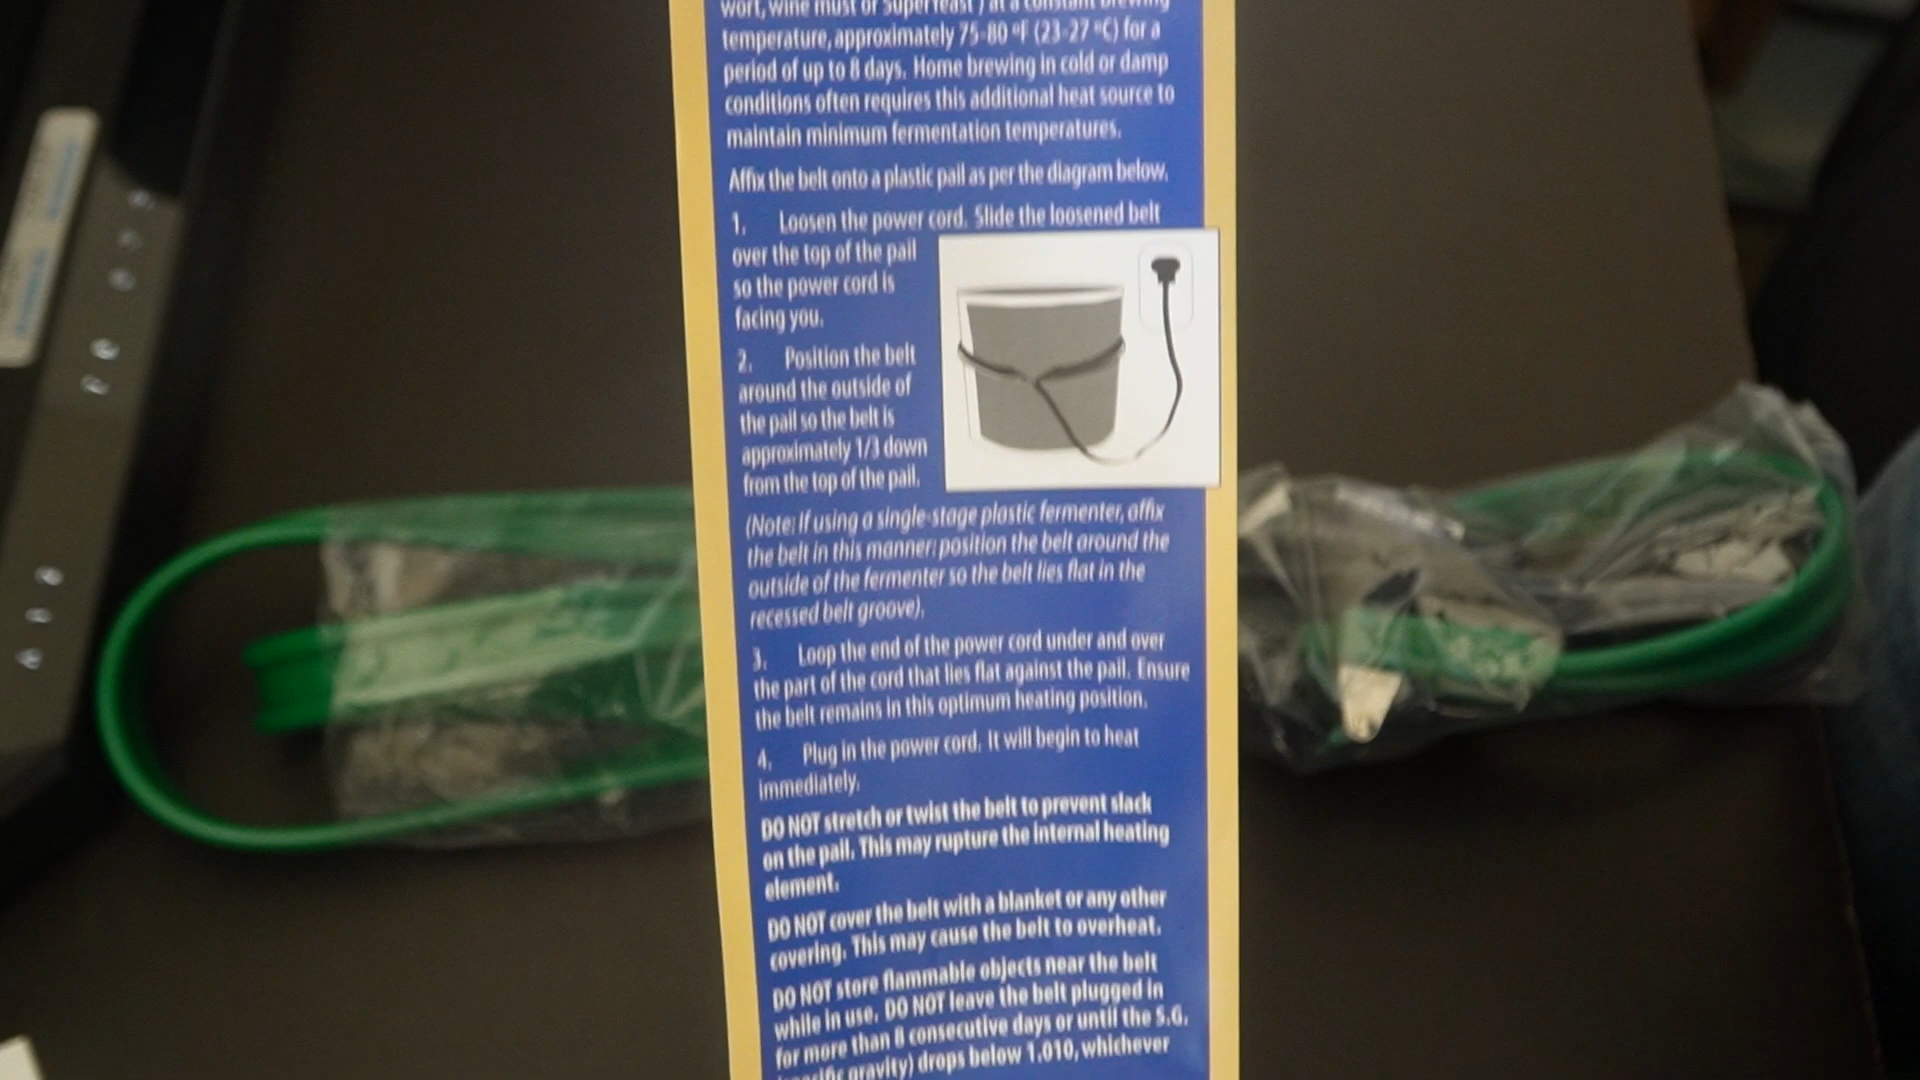 wort, wine must or Superfeast ) at a constant brewing
temperature, approximately 75-80 ºF (23-27 ºC) for a
period of up to 8 days. Home brewing in cold or damp
conditions often requires this additional heat source to
maintain minimum fermentation temperatures.
Affix the belt onto a plastic pail as per the diagram below.
1. Loosen the power cord. Slide the loosened belt
over the top of the pail
so the power cord is
facing you.
2. Position the belt
around the outside of
the pail so the belt is
approximately 1/3 down
from the top of the pail.
(Note: If using a single-stage plastic fermenter, affix
the belt in this manner: position the belt around the
outside of the fermenter so the belt lies flat in the
recessed belt groove).
3. Loop the end of the power cord under and over
the part of the cord that lies flat against the pail. Ensure
the belt remains in this optimum heating position.
4. Plug in the power cord. It will begin to heat
immediately.
DO NOT stretch or twist the belt to prevent slack
on the pail. This may rupture the internal heating
element.
DO NOT cover the belt with a blanket or any other
covering. This may cause the belt to overheat.
DO NOT store flammable objects near the belt
while in use. DO NOT leave the belt plugged in
for more than 8 consecutive days or until the S.G.
(specific gravity) drops below 1.010, whichever